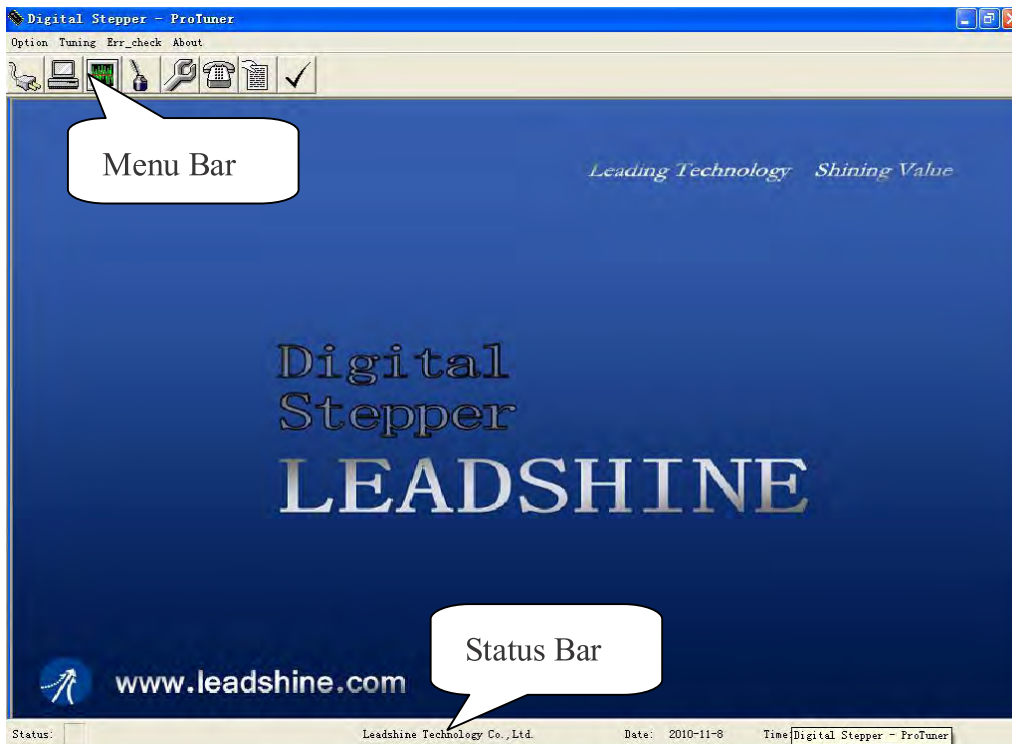 Digital Stepper - ProTuner
Option Tuning Err_check About
Menu Bar
Leading Technology Shining Value
Digital
Stepper
LEADSHINE
Status Bar
www.leadshine.com
Status: Leadshine Technology Co.,Ltd. Date: 2010-11-8 Time: Digital Stepper - ProTuner